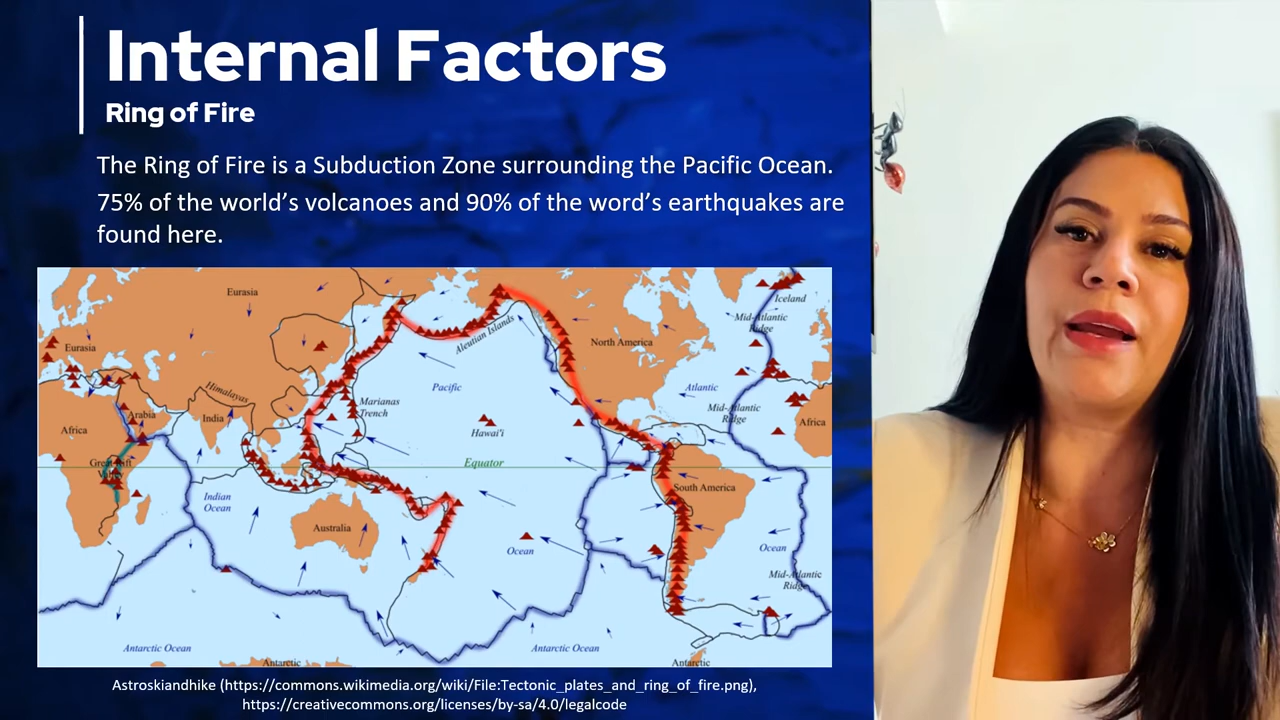 Internal Factors
Ring of Fire
The Ring of Fire is a Subduction Zone surrounding the Pacific Ocean.
75% of the world’s volcanoes and 90% of the word’s earthquakes are
found here.
Eurasia
Iceland
Mid-Atlantic
Ridge
Aleutian Islands
North America
Eurasia
Himalayas
Pacific
Atlantic
Marianas
Trench
Mid-Atlantic
Ridge
Arabia
India
Africa
Hawai'i
Africa
Great Rift
Valley
Equator
South America
Indian
Ocean
Australia
Ocean
Ocean
Mid-Atlantic
Ridge
Antarctic Ocean
Antarctic Ocean
Antarctic
Antarctic
Astroskiandhike (https://commons.wikimedia.org/wiki/File:Tectonic_plates_and_ring_of_fire.png),
https://creativecommons.org/licenses/by-sa/4.0/legalcode